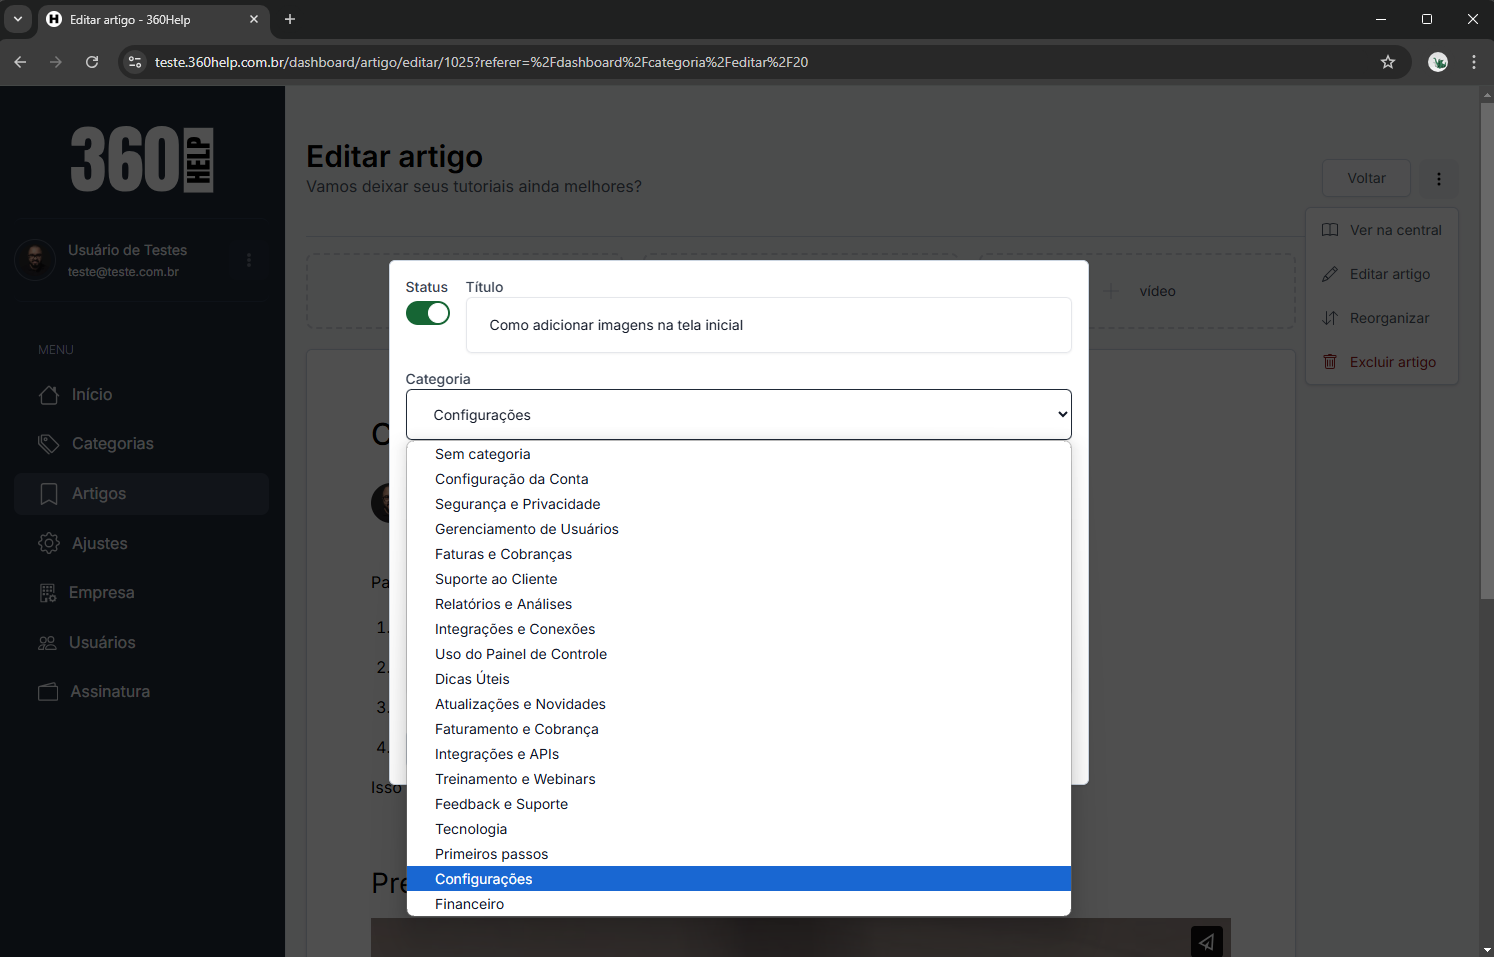 Editar artigo - 360Help
teste.360help.com.br/dashboard/artigo/editar/1025?referer=%2Fdashboard%2Fcategoria%2Feditar%2F20
360 HELP
Usuário de Testes
teste@teste.com.br
MENU
Início
Categorias
Artigos
Ajustes
Empresa
Usuários
Assinatura
Editar artigo
Vamos deixar seus tutoriais ainda melhores?
Voltar
Ver na central
Editar artigo
Reorganizar
Excluir artigo
vídeo
Status
Título
Como adicionar imagens na tela inicial
Categoria
Configurações
Sem categoria
Configuração da Conta
Segurança e Privacidade
Gerenciamento de Usuários
Faturas e Cobranças
Suporte ao Cliente
Relatórios e Análises
Integrações e Conexões
Uso do Painel de Controle
Dicas Úteis
Atualizações e Novidades
Faturamento e Cobrança
Integrações e APIs
Treinamento e Webinars
Feedback e Suporte
Tecnologia
Primeiros passos
Configurações
Financeiro
1.
2.
3.
4.
Isso